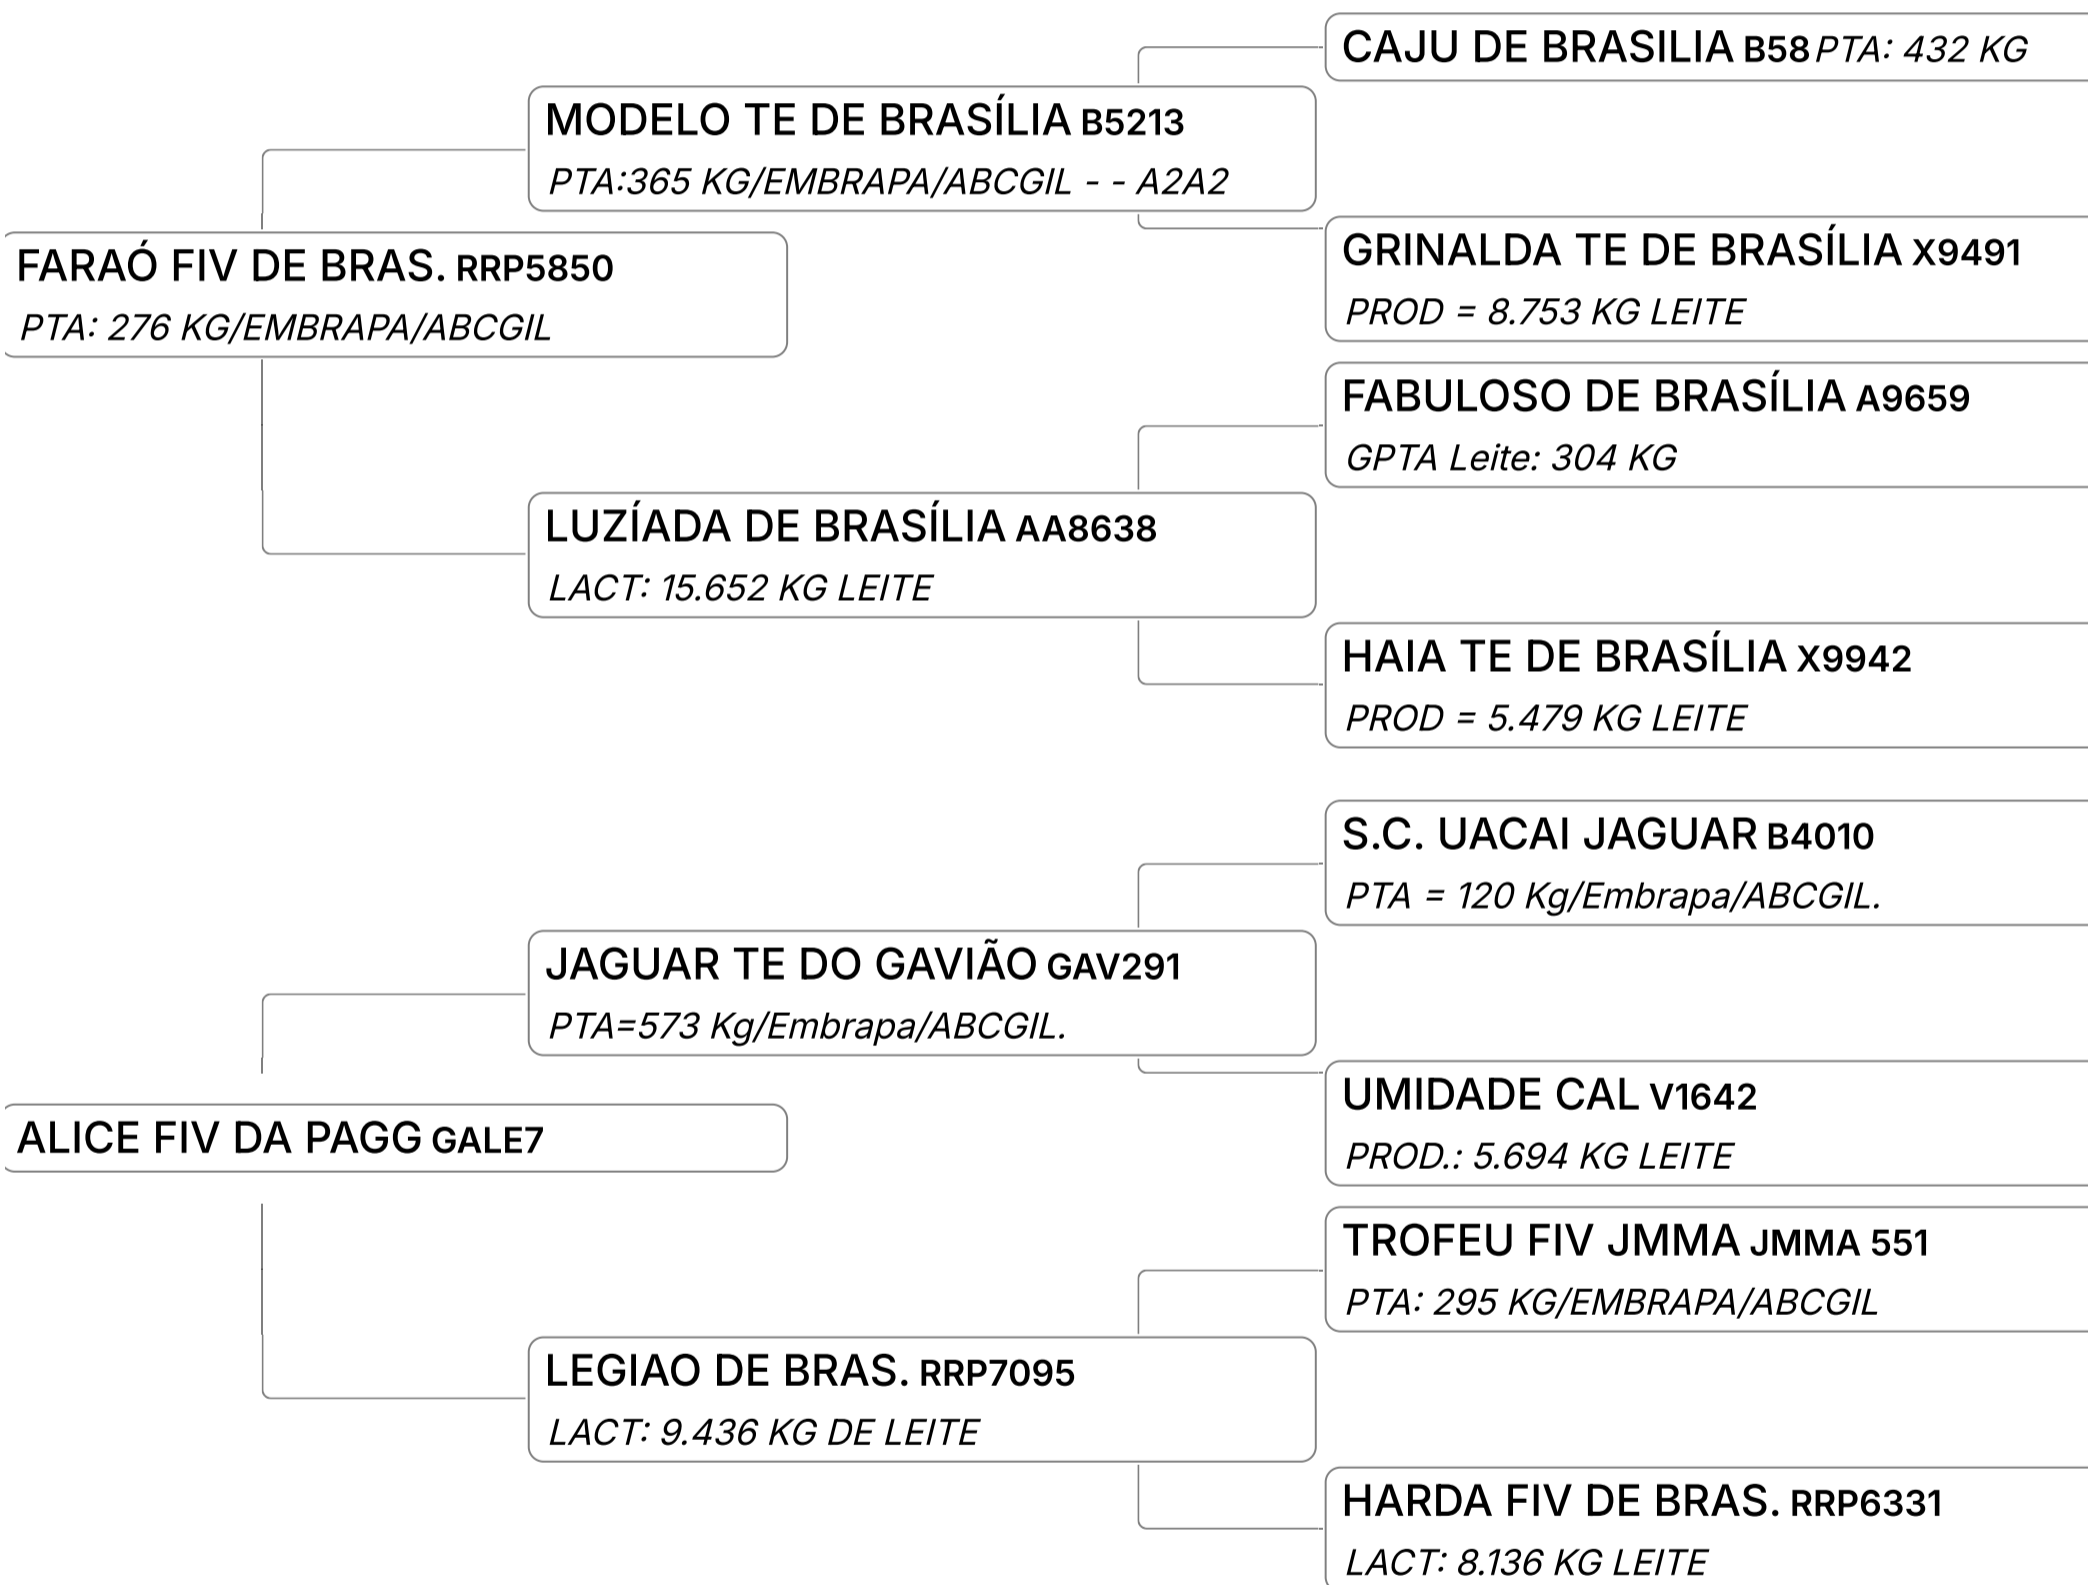 CAJU DE BRASILIA B58 PTA: 432 KG
MODELO TE DE BRASÍLIA B5213
PTA:365 KG/EMBRAPA/ABCGIL - - A2A2
GRINALDA TE DE BRASÍLIA X9491
PROD = 8.753 KG LEITE
FARAÓ FIV DE BRAS. RRP5850
PTA: 276 KG/EMBRAPA/ABCGIL
FABULOSO DE BRASÍLIA A9659
GPTA Leite: 304 KG
LUZÍADA DE BRASÍLIA AA8638
LACT: 15.652 KG LEITE
HAIA TE DE BRASÍLIA X9942
PROD = 5.479 KG LEITE
S.C. UACAI JAGUAR B4010
PTA = 120 Kg/Embrapa/ABCGIL.
JAGUAR TE DO GAVIÃO GAV291
PTA=573 Kg/Embrapa/ABCGIL.
UMIDADE CAL V1642
PROD.: 5.694 KG LEITE
ALICE FIV DA PAGG GALE7
TROFEU FIV JMMA JMMA 551
PTA: 295 KG/EMBRAPA/ABCGIL
LEGIAO DE BRAS. RRP7095
LACT: 9.436 KG DE LEITE
HARDA FIV DE BRAS. RRP6331
LACT: 8.136 KG LEITE